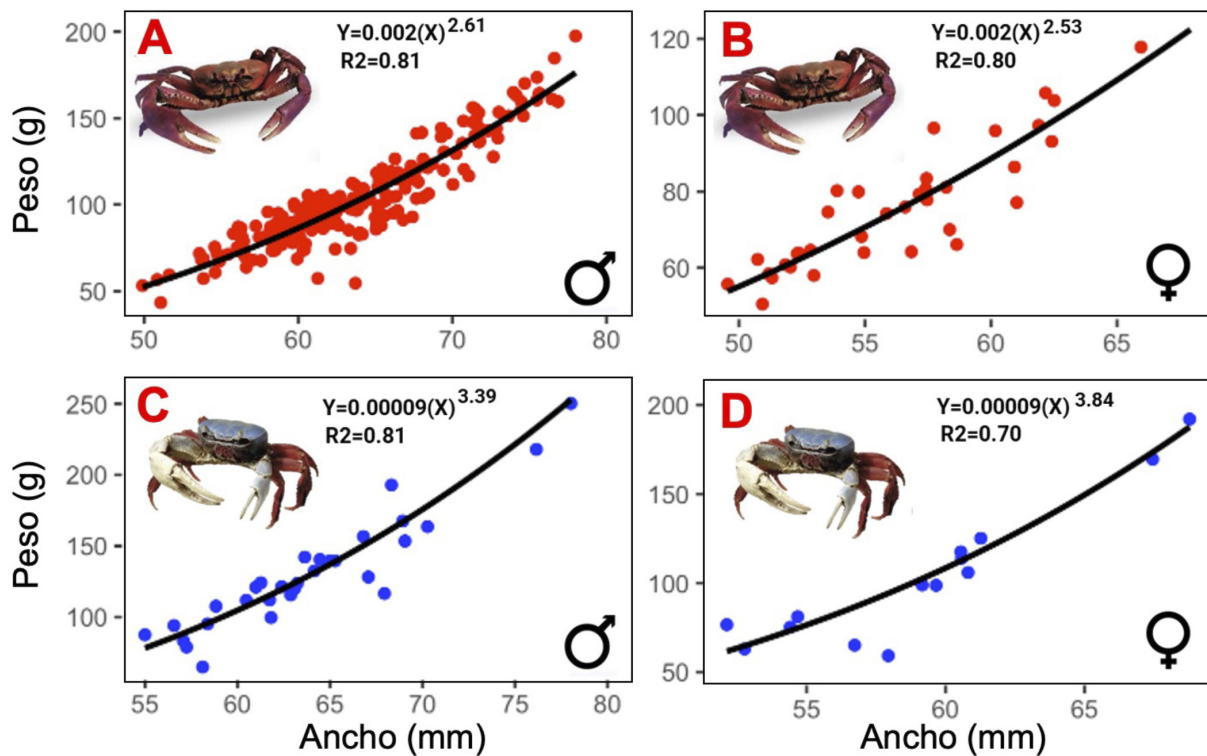 A
Y=0.002(X)2.61
R2=0.81
Peso (g)
200
150
100
50
50
60
70
80
♂
B
Y=0.002(X)2.53
R2=0.80
120
100
80
60
50
55
60
65
♀
C
Y=0.00009(X)3.39
R2=0.81
Peso (g)
250
200
150
100
55
60
65
70
75
80
♂
Ancho (mm)
D
Y=0.00009(X) 3.84
R2=0.70
200
150
100
50
55
60
65
♀
Ancho (mm)